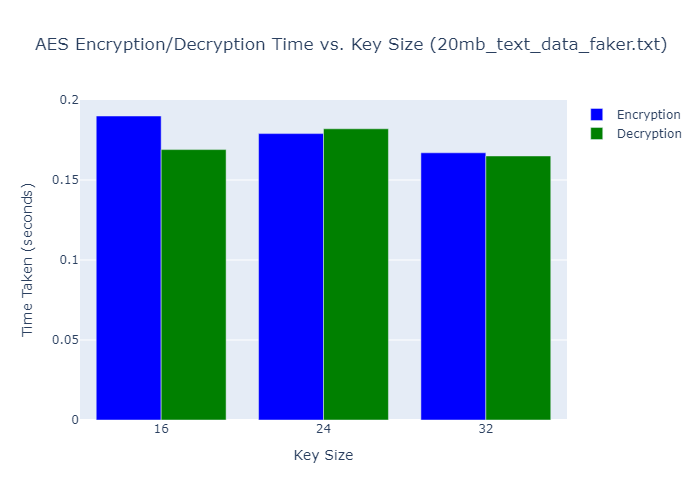 AES Encryption/Decryption Time vs. Key Size (20mb_text_data_faker.txt)
Encryption
Decryption
0.2
0.15
0.1
0.05
0
Time Taken (seconds)
16
24
32
Key Size